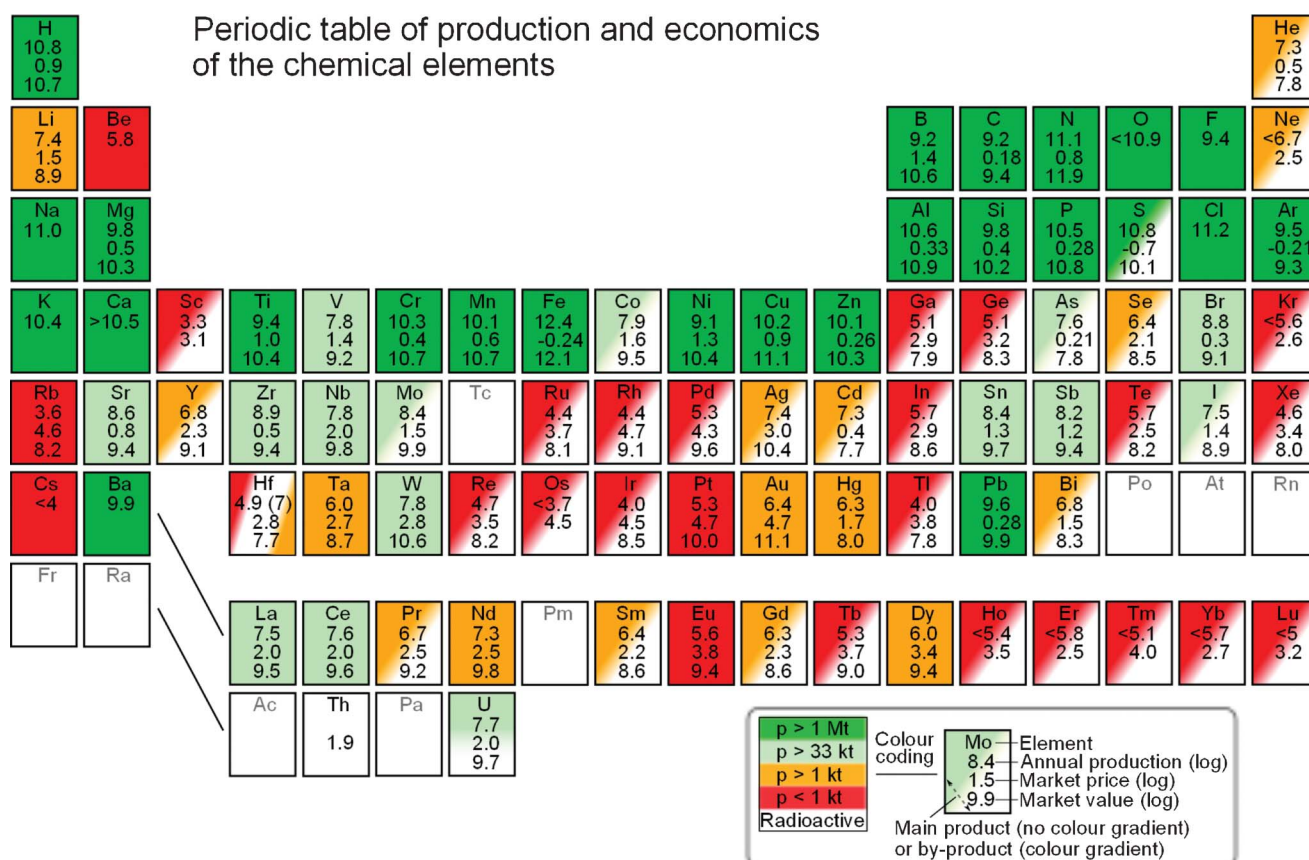 Periodic table of production and economics
of the chemical elements
H
10.8
0.9
10.7
He
7.3
0.5
7.8
Li
7.4
1.5
8.9
Be
5.8
B
9.2
1.4
10.6
C
9.2
0.18
9.4
N
11.1
0.8
11.9
O
<10.9
F
9.4
Ne
<6.7
2.5
Na
11.0
Mg
9.8
0.5
10.3
Al
10.6
0.33
10.9
Si
9.8
0.4
10.2
P
10.5
0.28
10.8
S
10.8
-0.7
10.1
Cl
11.2
Ar
9.5
-0.21
9.3
K
10.4
Ca
>10.5
Sc
3.3
3.1
Ti
9.4
1.0
10.4
V
7.8
1.4
9.2
Cr
10.3
0.4
10.7
Mn
10.1
0.6
10.7
Fe
12.4
-0.24
12.1
Co
7.9
1.6
9.5
Ni
9.1
1.3
10.4
Cu
10.2
0.9
11.1
Zn
10.1
0.26
10.3
Ga
5.1
2.9
7.9
Ge
5.1
3.2
8.3
As
7.6
0.21
7.8
Se
6.4
2.1
8.5
Br
8.8
0.3
9.1
Kr
<5.6
2.6
Rb
3.6
4.6
8.2
Sr
8.6
0.8
9.4
Y
6.8
2.3
9.1
Zr
8.9
0.5
9.4
Nb
7.8
2.0
9.8
Mo
8.4
1.5
9.9
Tc
Ru
4.4
3.7
8.1
Rh
4.4
4.7
9.1
Pd
5.3
4.3
9.6
Ag
7.4
3.0
10.4
Cd
7.3
0.4
7.7
In
5.7
2.9
8.6
Sn
8.4
1.3
9.7
Sb
8.2
1.2
9.4
Te
5.7
2.5
8.2
I
7.5
1.4
8.9
Xe
4.6
3.4
8.0
Cs
<4
Ba
9.9
Hf
4.9 (7)
2.8
7.7
Ta
6.0
2.7
8.7
W
7.8
2.8
10.6
Re
4.7
3.5
8.2
Os
<3.7
4.5
Ir
4.0
4.5
8.5
Pt
5.3
4.7
10.0
Au
6.4
4.7
11.1
Hg
6.3
1.7
8.0
Tl
4.0
3.8
7.8
Pb
9.6
0.28
9.9
Bi
6.8
1.5
8.3
Po
At
Rn
Fr
Ra
La
7.5
2.0
9.5
Ce
7.6
2.0
9.6
Pr
6.7
2.5
9.2
Nd
7.3
2.5
9.8
Pm
Sm
6.4
2.2
8.6
Eu
5.6
3.8
9.4
Gd
6.3
2.3
8.6
Tb
5.3
3.7
9.0
Dy
6.0
3.4
9.4
Ho
<5.4
3.5
Er
<5.8
2.5
Tm
<5.1
4.0
Yb
<5.7
2.7
Lu
<5
3.2
Ac
Th
1.9
Pa
U
7.7
2.0
9.7
p > 1 Mt
p > 33 kt
p > 1 kt
p < 1 kt
Radioactive
Colour
coding
Mo
8.4
1.5
9.9
Element
Annual production (log)
Market price (log)
Market value (log)
Main product (no colour gradient)
or by-product (colour gradient)